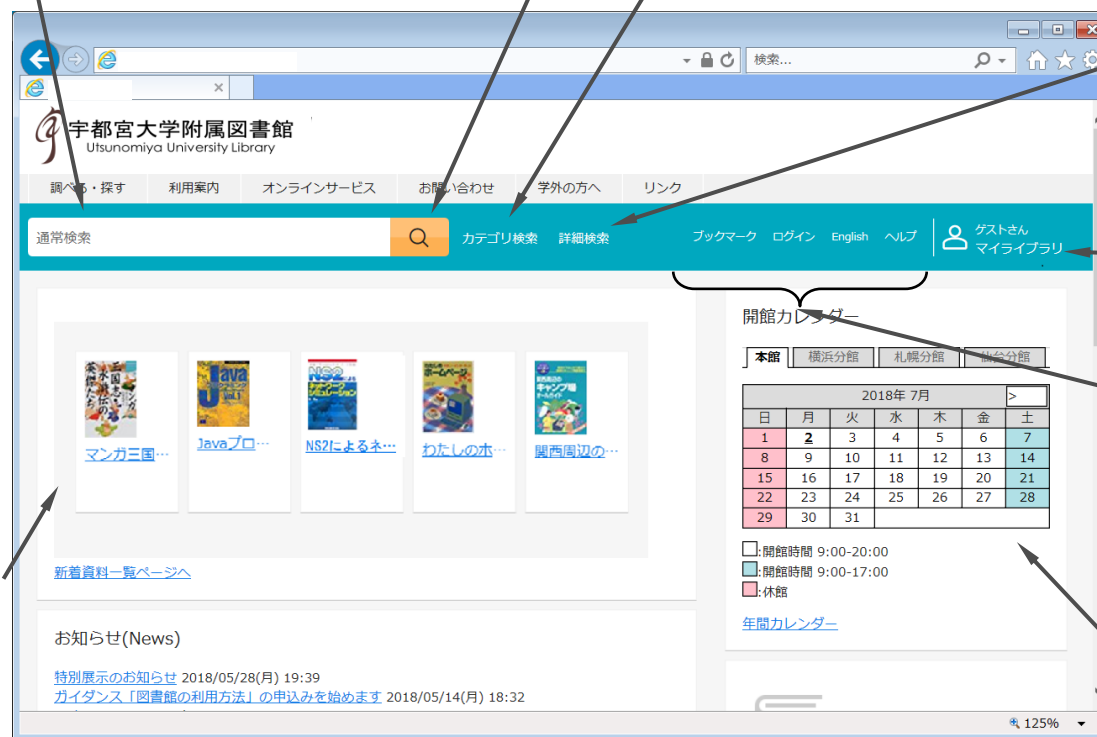 検索...
宇都宮大学附属図書館
Utsunomiya University Library
調べる・探す 利用案内 オンラインサービス お問い合わせ 学外の方へ リンク
通常検索 カテゴリ検索 詳細検索 ブックマーク ログイン English ヘルプ ゲストさん
マイライブラリ
マンガ三国… Javaプロ… NS2によるネ… わたしのホ…関西周辺の…
新着資料一覧ページへ
お知らせ(News)
特別展示のお知らせ 2018/05/28(月) 19:39
ガイダンス「図書館の利用方法」の申込みを始めます 2018/05/14(月) 18:32
開館カレンダー
本館 横浜分館 札幌分館 仙台分館
2018年 7月 >
日 月 火 水 木 金 土
1 2 3 4 5 6 7
8 9 10 11 12 13 14
15 16 17 18 19 20 21
22 23 24 25 26 27 28
29 30 31
:開館時間 9:00-20:00
:開館時間 9:00-17:00
:休館
年間カレンダー
125%